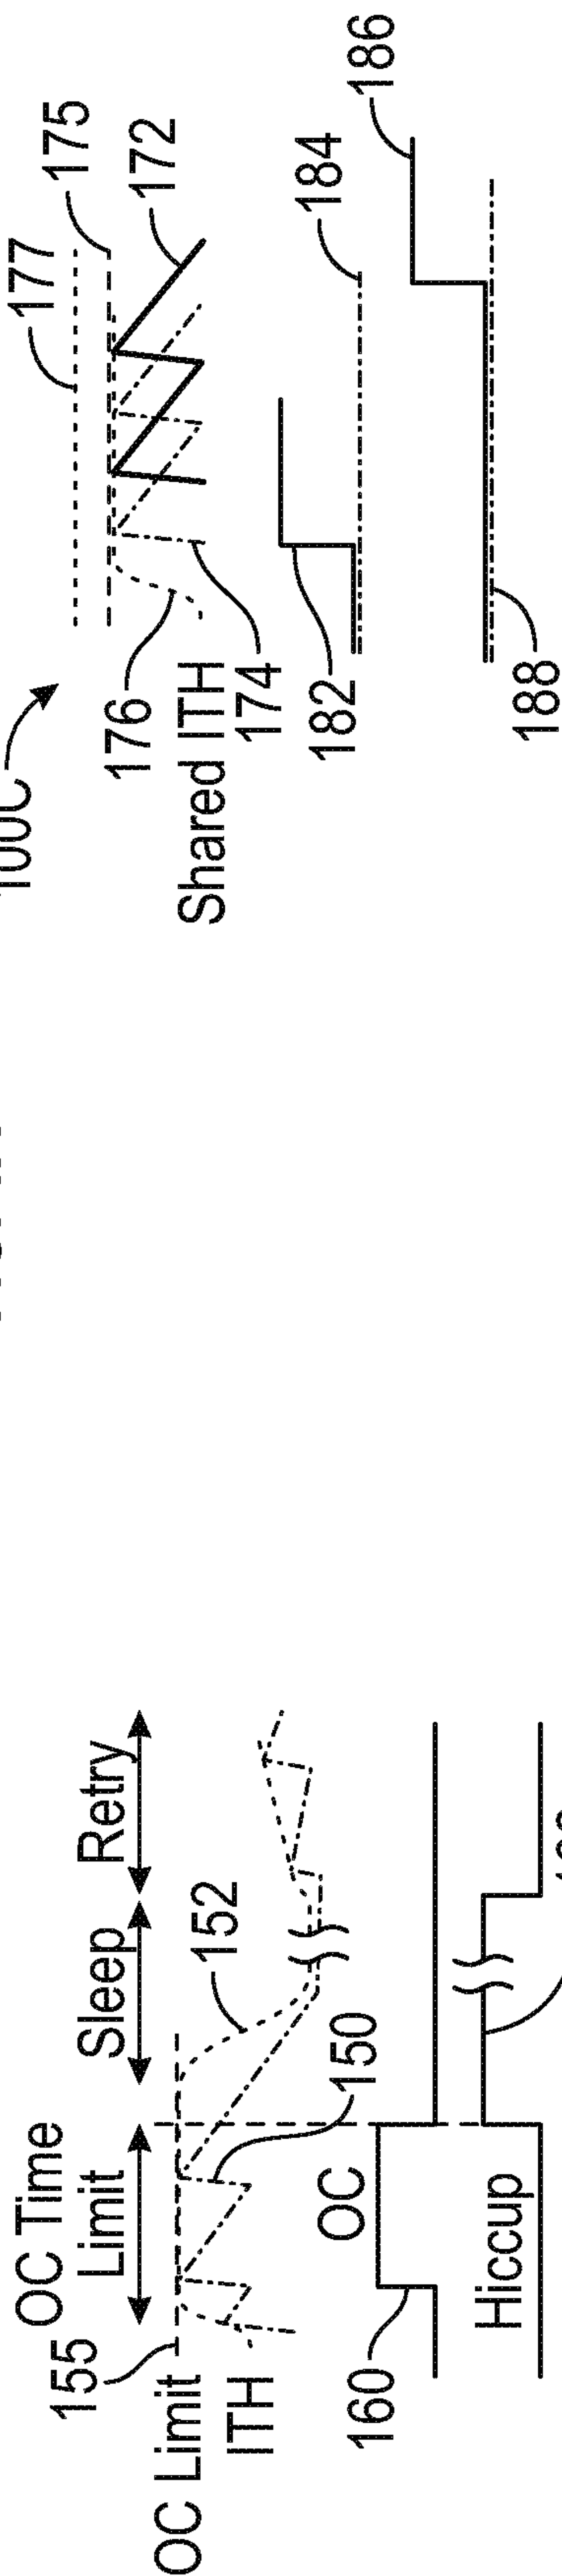 100C
177
175
176
172
Shared ITH
174
182
184
186
188
OC Time
Limit
Sleep
Retry
155
OC Limit
ITH
152
150
OC
160
Hiccup